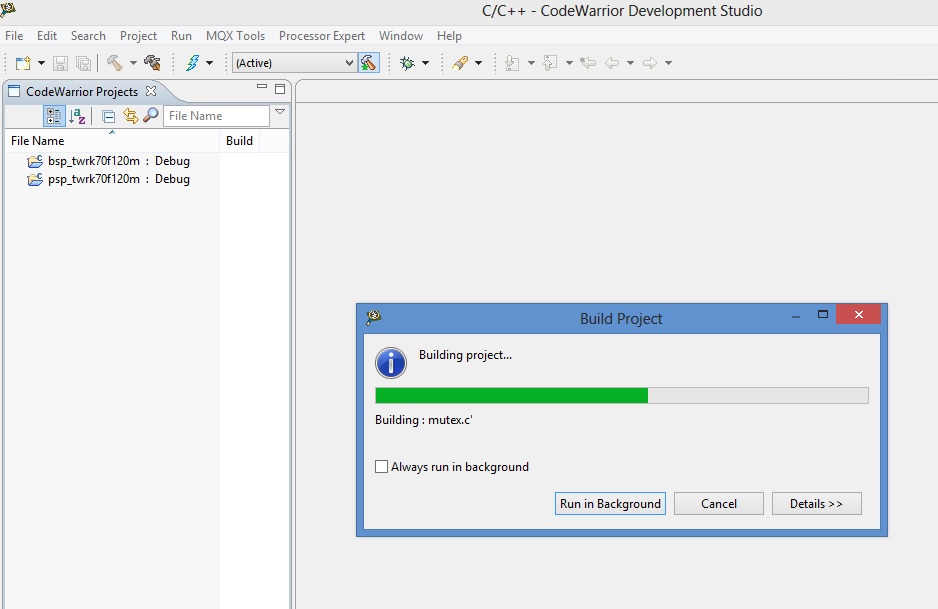 C/C++ - CodeWarrior Development Studio
File Edit Search Project Run MQX Tools Processor Expert Window Help
(Active)
CodeWarrior Projects
File Name
File Name Build
bsp_twrk70f120m : Debug
psp_twrk70f120m : Debug
Build Project
Building project...
Building : mutex.c'
Always run in background
Run in Background Cancel Details >>